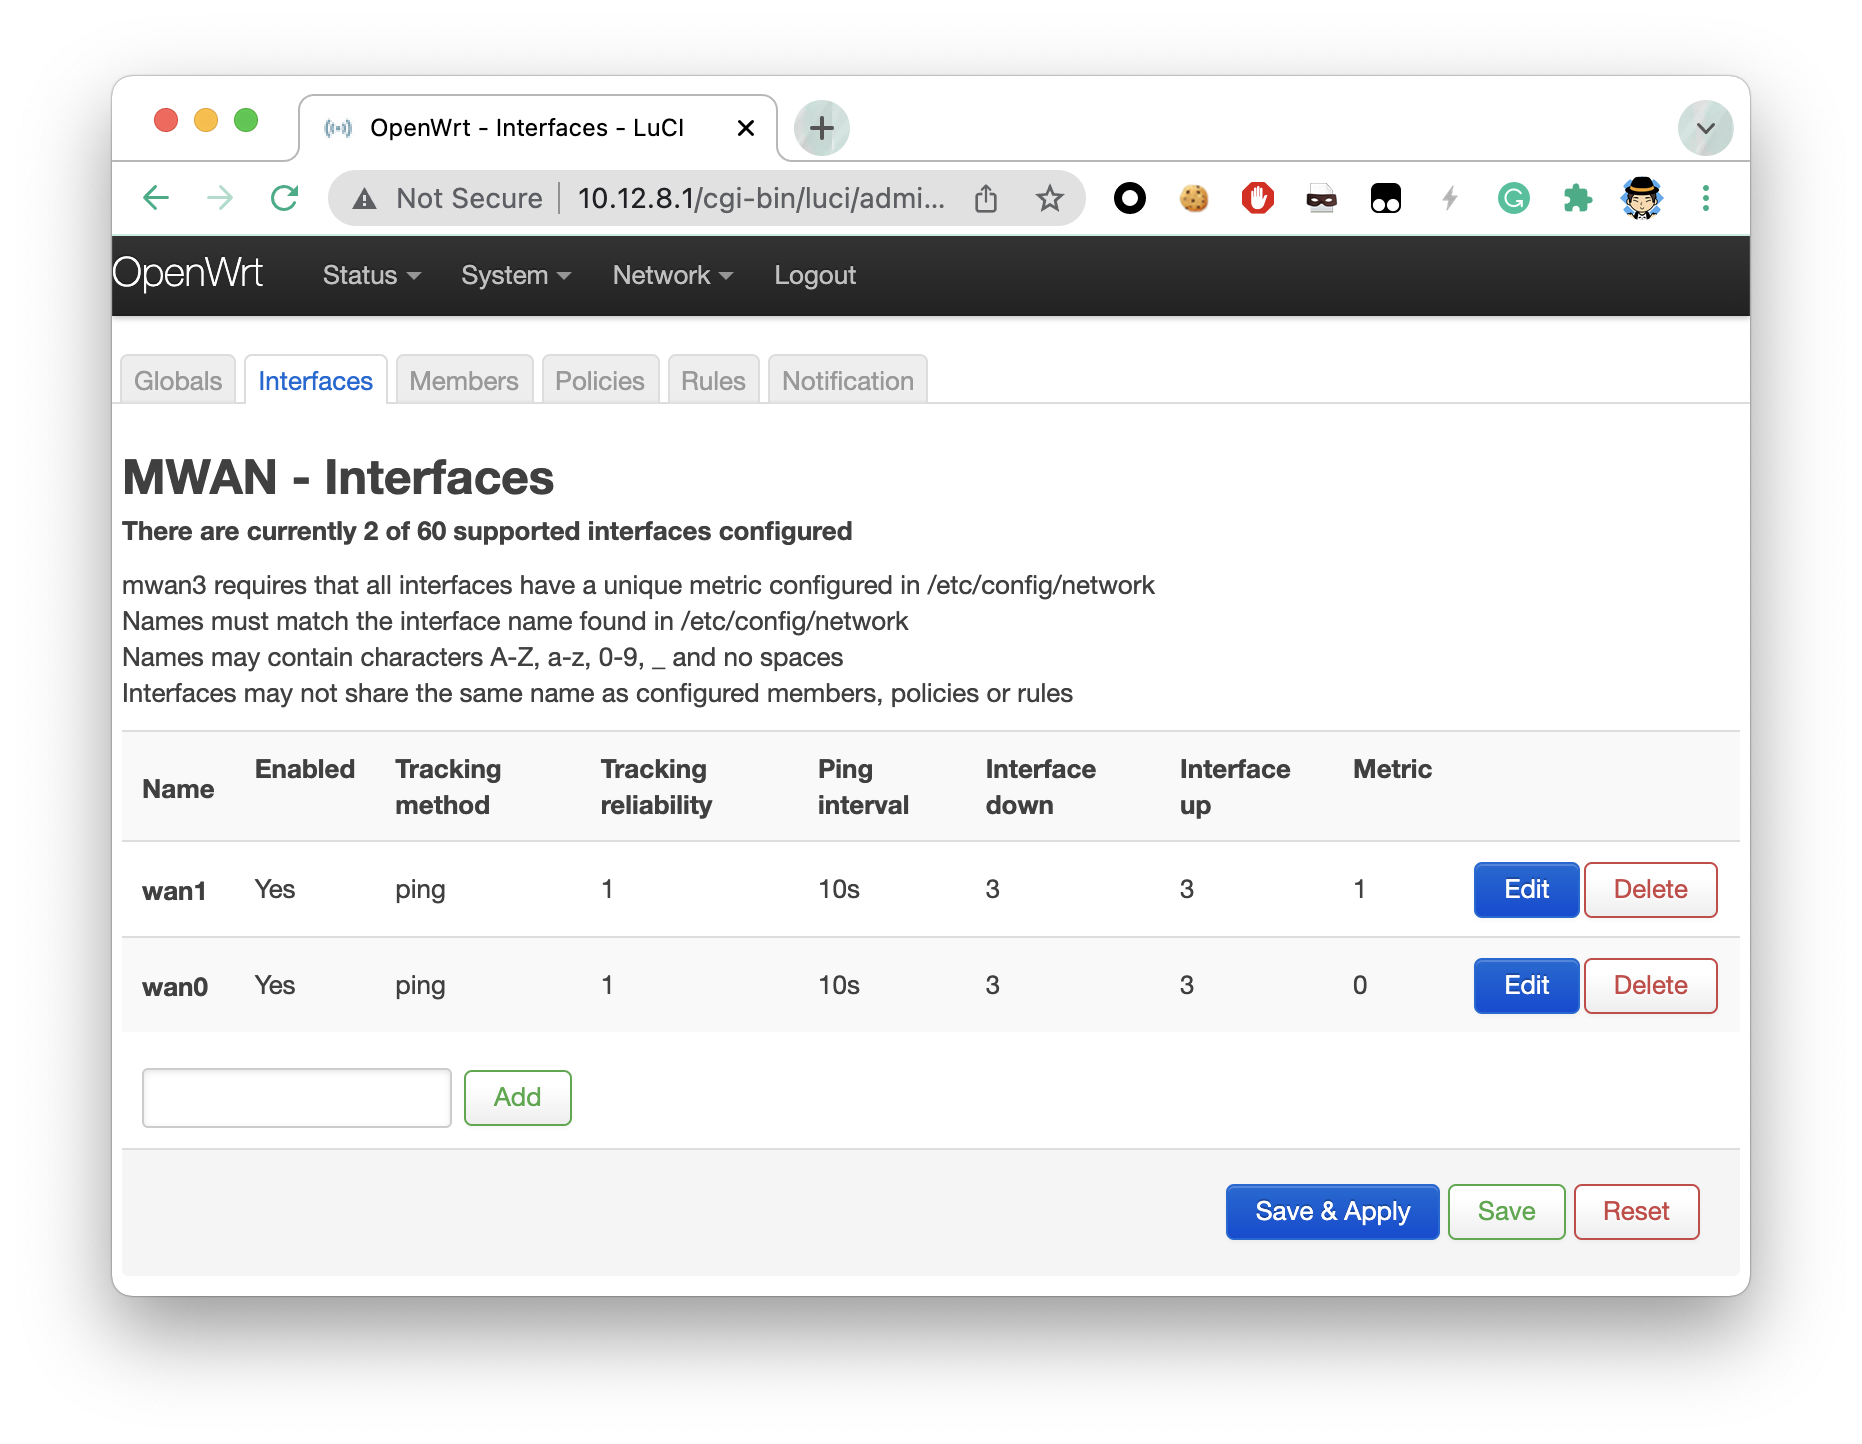 OpenWrt - Interfaces - LuCI
Not Secure
10.12.8.1/cgi-bin/luci/admi...
OpenWrt
Status
System
Network
Logout
Globals
Interfaces
Members
Policies
Rules
Notification
MWAN - Interfaces
There are currently 2 of 60 supported interfaces configured
mwan3 requires that all interfaces have a unique metric configured in /etc/config/network
Names must match the interface name found in /etc/config/network
Names may contain characters A-Z, a-z, 0-9, _ and no spaces
Interfaces may not share the same name as configured members, policies or rules
Name Enabled Tracking method Tracking reliability Ping interval Interface down Interface up Metric
wan1 Yes ping 1 10s 3 3 1 Edit Delete
wan0 Yes ping 1 10s 3 3 0 Edit Delete
Add
Save & Apply Save Reset